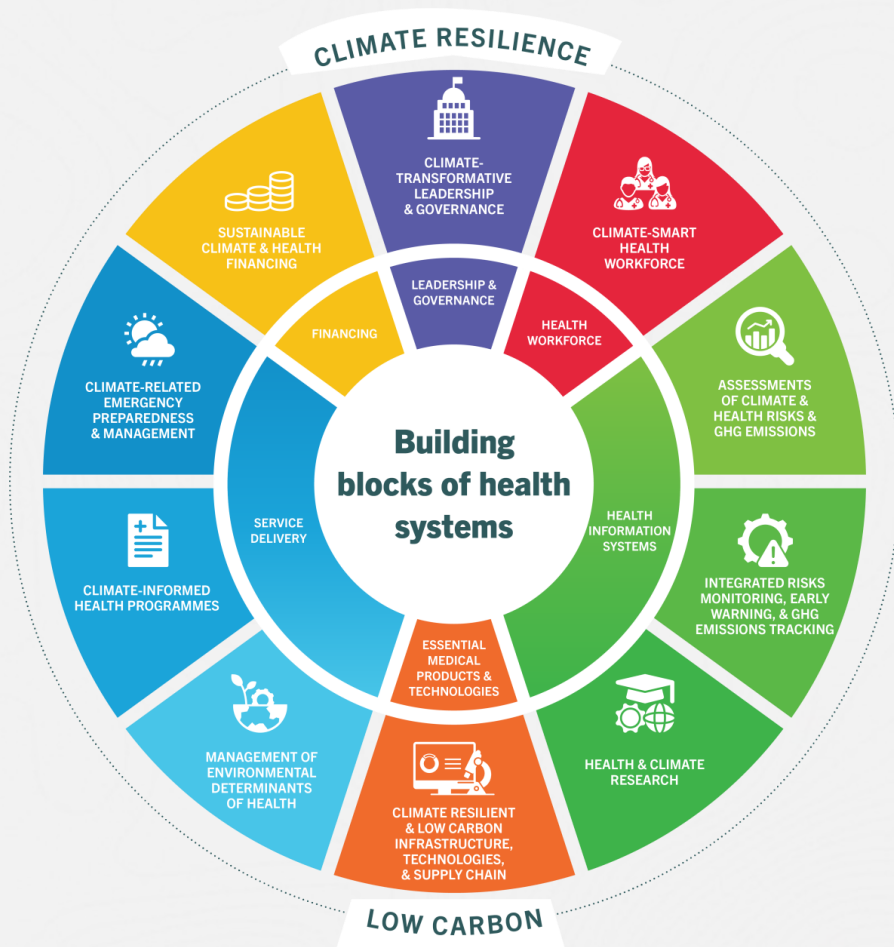 CLIMATE RESILIENCE
CLIMATE-
TRANSFORMATIVE
LEADERSHIP
& GOVERNANCE
CLIMATE-SMART
HEALTH
WORKFORCE
ASSESSMENTS
OF CLIMATE &
HEALTH RISKS &
GHG EMISSIONS
INTEGRATED RISKS
MONITORING, EARLY
WARNING, & GHG
EMISSIONS TRACKING
HEALTH & CLIMATE
RESEARCH
CLIMATE RESILIENT
& LOW CARBON
INFRASTRUCTURE,
TECHNOLOGIES,
& SUPPLY CHAIN
MANAGEMENT OF
ENVIRONMENTAL
DETERMINANTS
OF HEALTH
CLIMATE-INFORMED
HEALTH PROGRAMMES
CLIMATE-RELATED
EMERGENCY
PREPAREDNESS
& MANAGEMENT
SUSTAINABLE
CLIMATE & HEALTH
FINANCING
LEADERSHIP &
GOVERNANCE
HEALTH
WORKFORCE
HEALTH
INFORMATION
SYSTEMS
ESSENTIAL
MEDICAL
PRODUCTS &
TECHNOLOGIES
SERVICE
DELIVERY
FINANCING
Building
blocks of health
systems
LOW CARBON